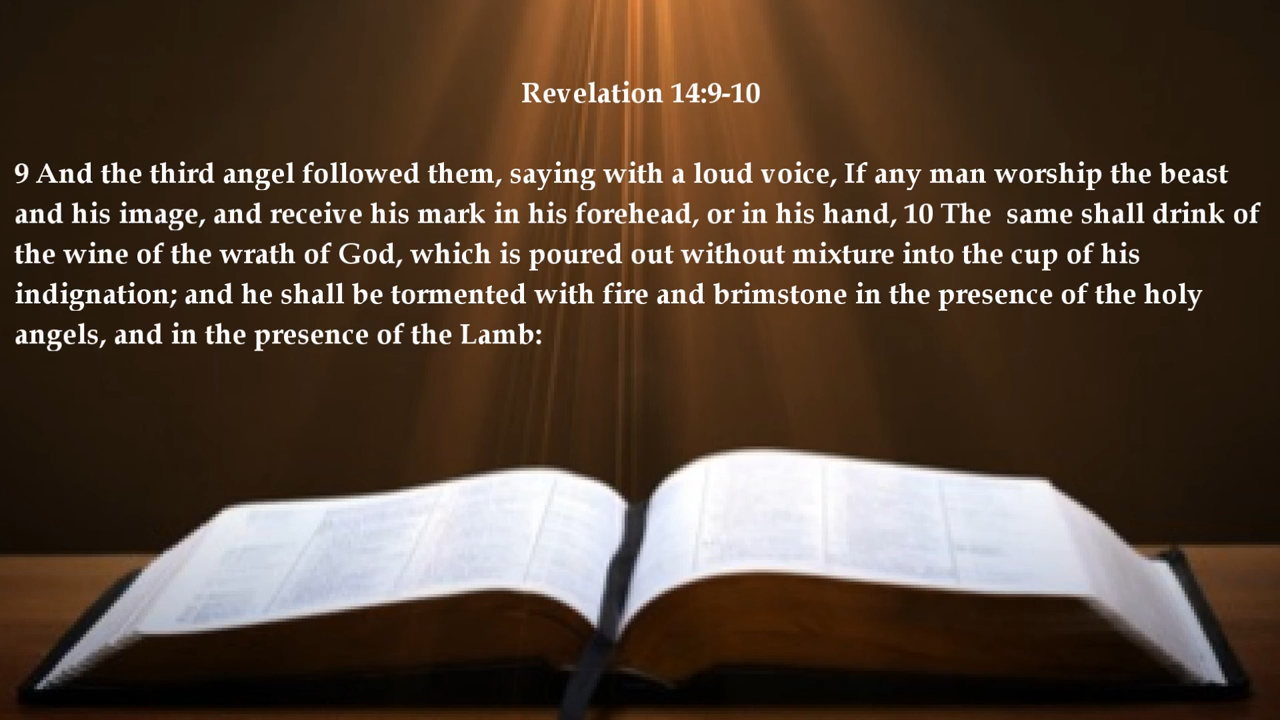 Revelation 14:9-10
9 And the third angel followed them, saying with a loud voice, If any man worship the beast
and his image, and receive his mark in his forehead, or in his hand, 10 The  same shall drink of
the wine of the wrath of God, which is poured out without mixture into the cup of his
indignation; and he shall be tormented with fire and brimstone in the presence of the holy
angels, and in the presence of the Lamb: